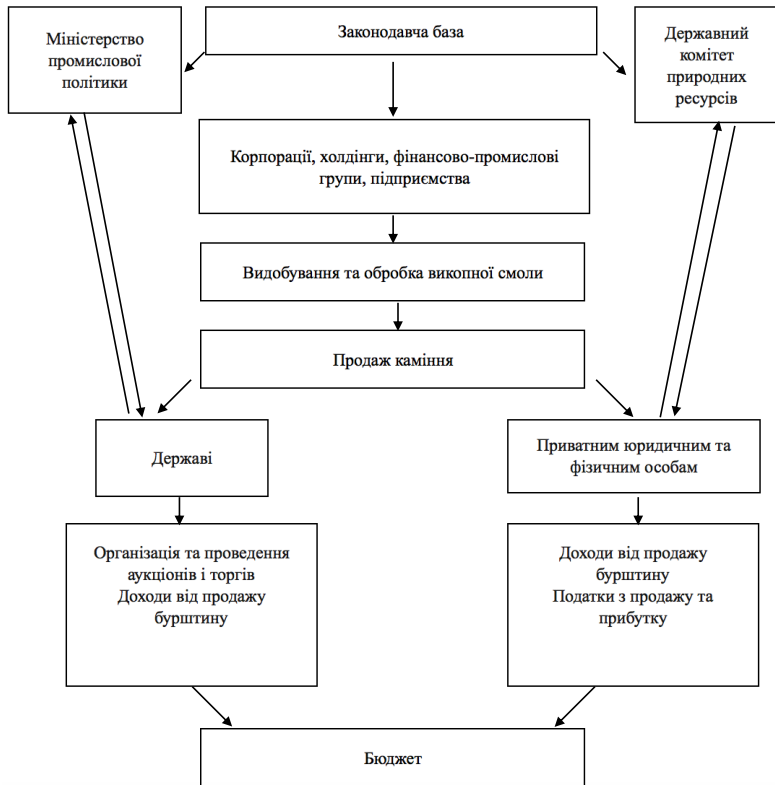 Міністерство
промислової
політики
Законодавча база
Державний
комітет
природних
ресурсів
Корпорації, холдінги, фінансово-промислові
групи, підприємства
Видобування та обробка викопної смоли
Продаж каміння
Державі
Приватним юридичним та
фізичним особам
Організація та проведення
аукціонів і торгів
Доходи від продажу
бурштину
Доходи від продажу
бурштину
Податки з продажу та
прибутку
Бюджет